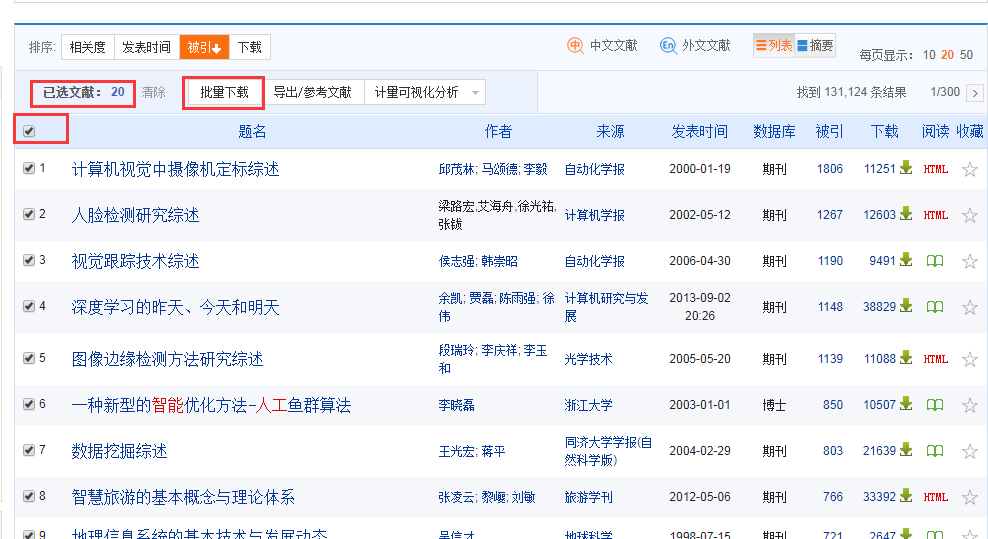 排序: 相关度 发表时间 被引 下载 中 中文文献 En 外文文献 列表 摘要 每页显示: 10 20 50
已选文献: 20 清除 批量下载 导出/参考文献 计量可视化分析 找到 131,124 条结果 1/300 >
题名 作者 来源 发表时间 数据库 被引 下载 阅读 收藏
1 计算机视觉中摄像机定标综述 邱茂林; 马颂德; 李毅 自动化学报 2000-01-19 期刊 1806 11251 HTML
2 人脸检测研究综述 梁路宏,艾海舟,徐光祐, 计算机学报 2002-05-12 期刊 1267 12603 HTML
张钹
3 视觉跟踪技术综述 侯志强; 韩崇昭 自动化学报 2006-04-30 期刊 1190 9491
4 深度学习的昨天、今天和明天 余凯; 贾磊; 陈雨强; 徐 计算机研究与发 2013-09-02 期刊 1148 38829
伟 展 20:26
5 图像边缘检测方法研究综述 段瑞玲; 李庆祥; 李玉 光学技术 2005-05-20 期刊 1139 11088 HTML
和
6 一种新型的智能优化方法-人工鱼群算法 李晓磊 浙江大学 2003-01-01 博士 850 10507
7 数据挖掘综述 王光宏; 蒋平 同济大学学报(自 2004-02-29 期刊 803 21639
然科学版)
8 智慧旅游的基本概念与理论体系 张凌云; 黎巎; 刘敏 旅游学刊 2012-05-06 期刊 766 33392 HTML
9 地理信息系统的基本技术与发展动态 吴信才 地球科学 1998-07-15 期刊 721 2647